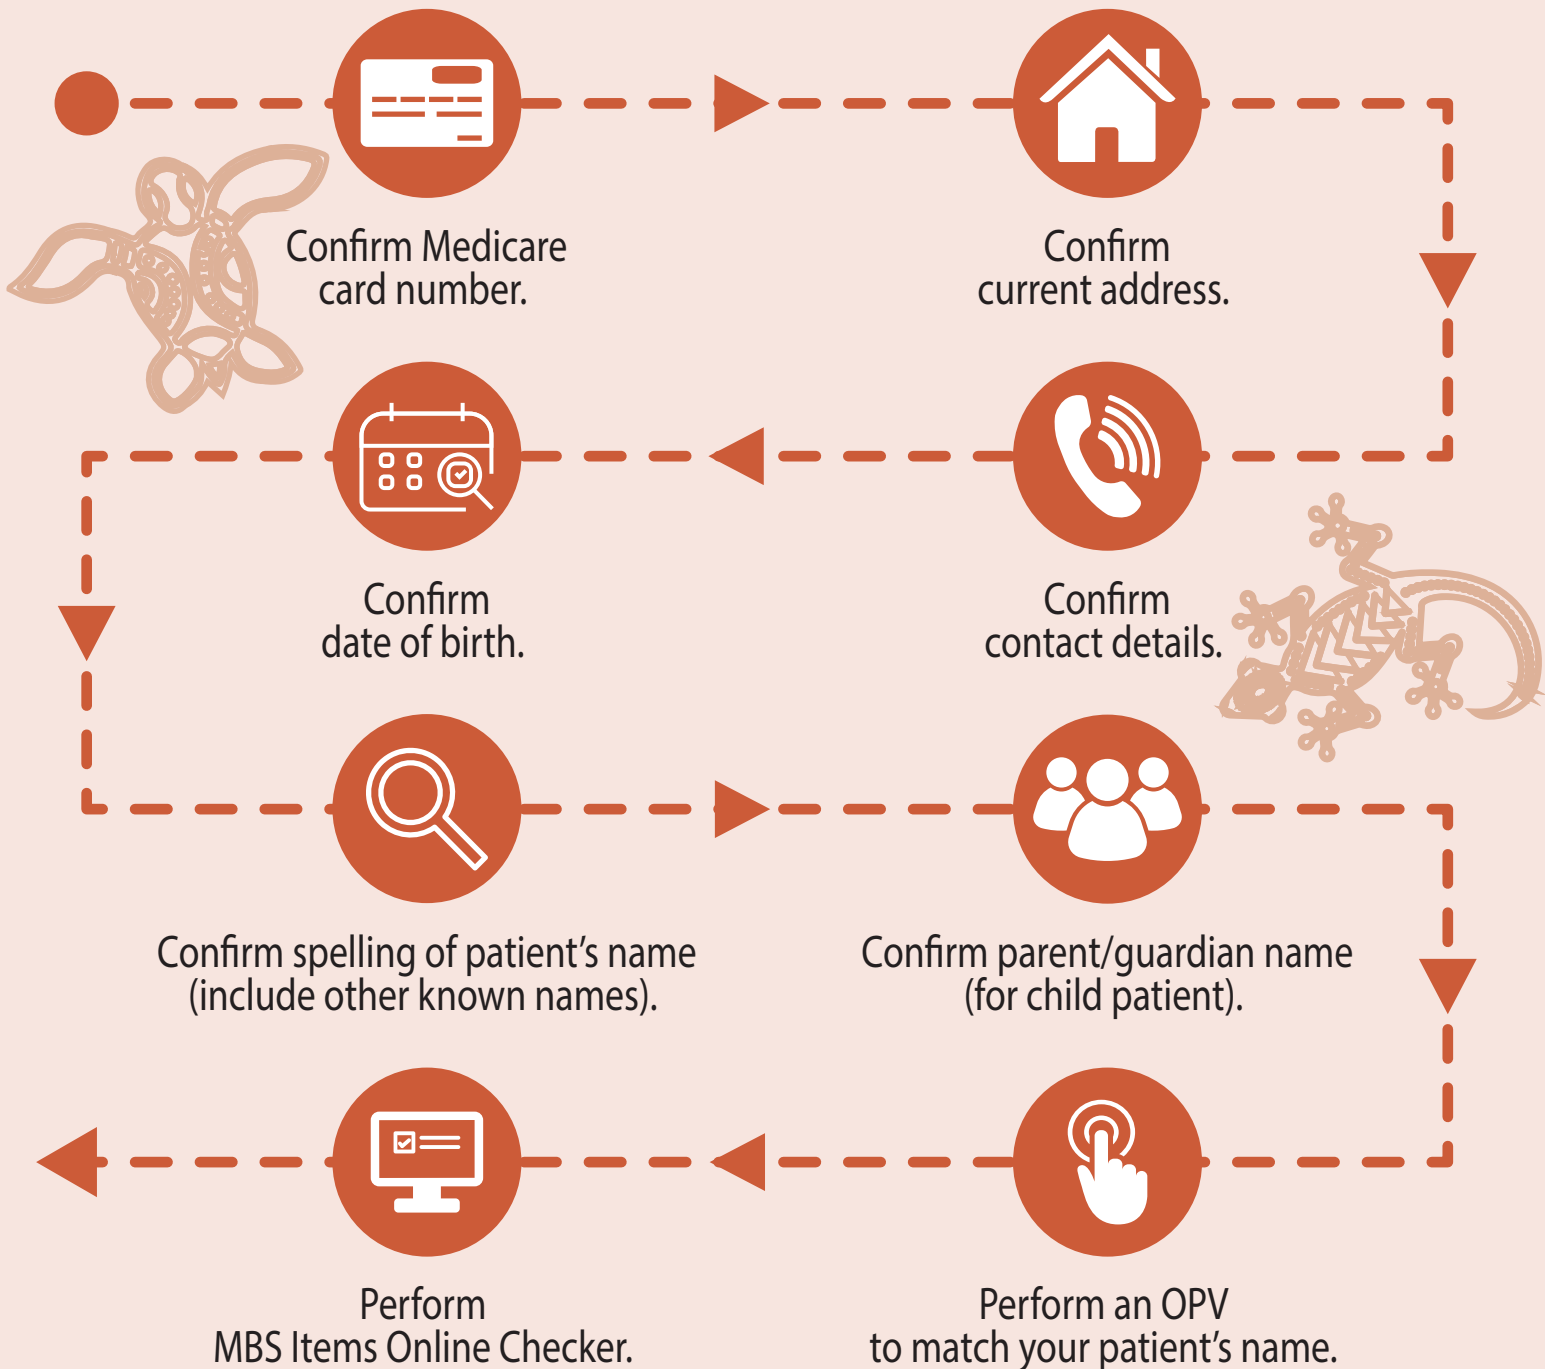 Confirm Medicare
card number.
Confirm
current address.
Confirm
contact details.
Confirm
date of birth.
Confirm spelling of patient’s name
(include other known names).
Confirm parent/guardian name
(for child patient).
Perform an OPV
to match your patient’s name.
Perform
MBS Items Online Checker.